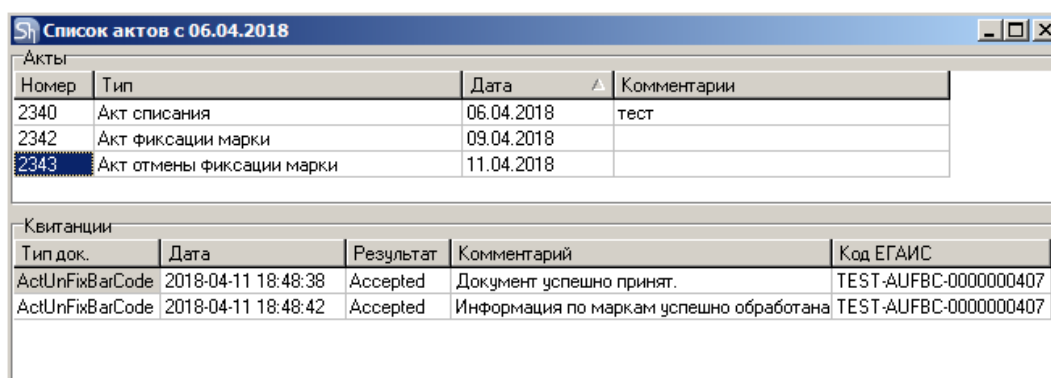 Sh Список актов с 06.04.2018
Акты
Номер Тип Дата Комментарии
2340 Акт списания 06.04.2018 тест
2342 Акт фиксации марки 09.04.2018
2343 Акт отмены фиксации марки 11.04.2018
Квитанции
Тип док. Дата Результат Комментарий Код ЕГАИС
ActUnFixBarCode 2018-04-11 18:48:38 Accepted Документ успешно принят. TEST-AUFBC-0000000407
ActUnFixBarCode 2018-04-11 18:48:42 Accepted Информация по маркам успешно обработана TEST-AUFBC-0000000407